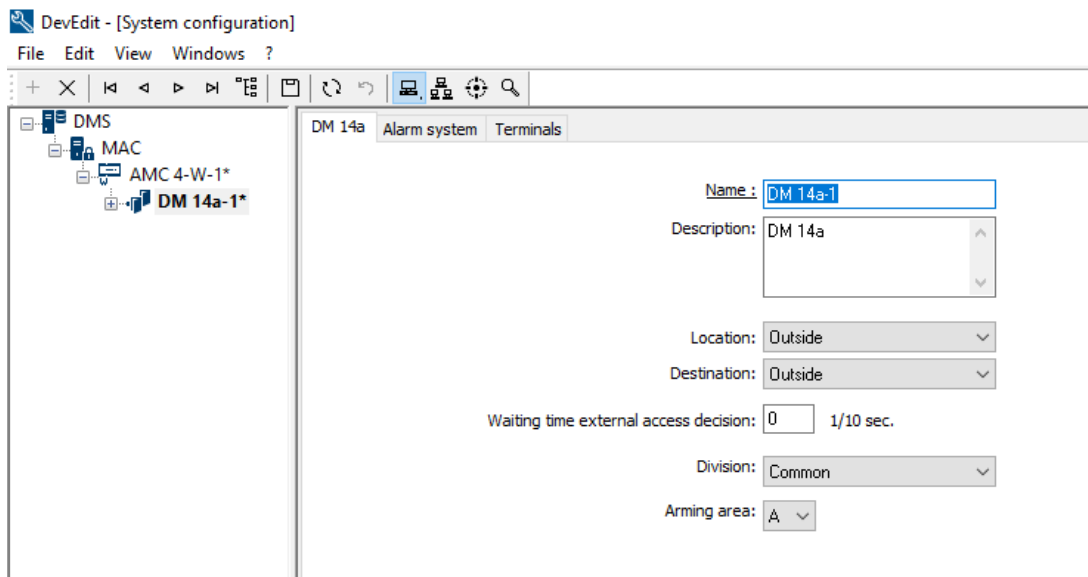 DevEdit - [System configuration]
File Edit View Windows ?
DMS
MAC
AMC 4-W-1*
DM 14a-1*
DM 14a Alarm system Terminals
Name : DM 14a-1
Description: DM 14a
Location: Outside
Destination: Outside
Waiting time external access decision: 0 1/10 sec.
Division: Common
Arming area: A